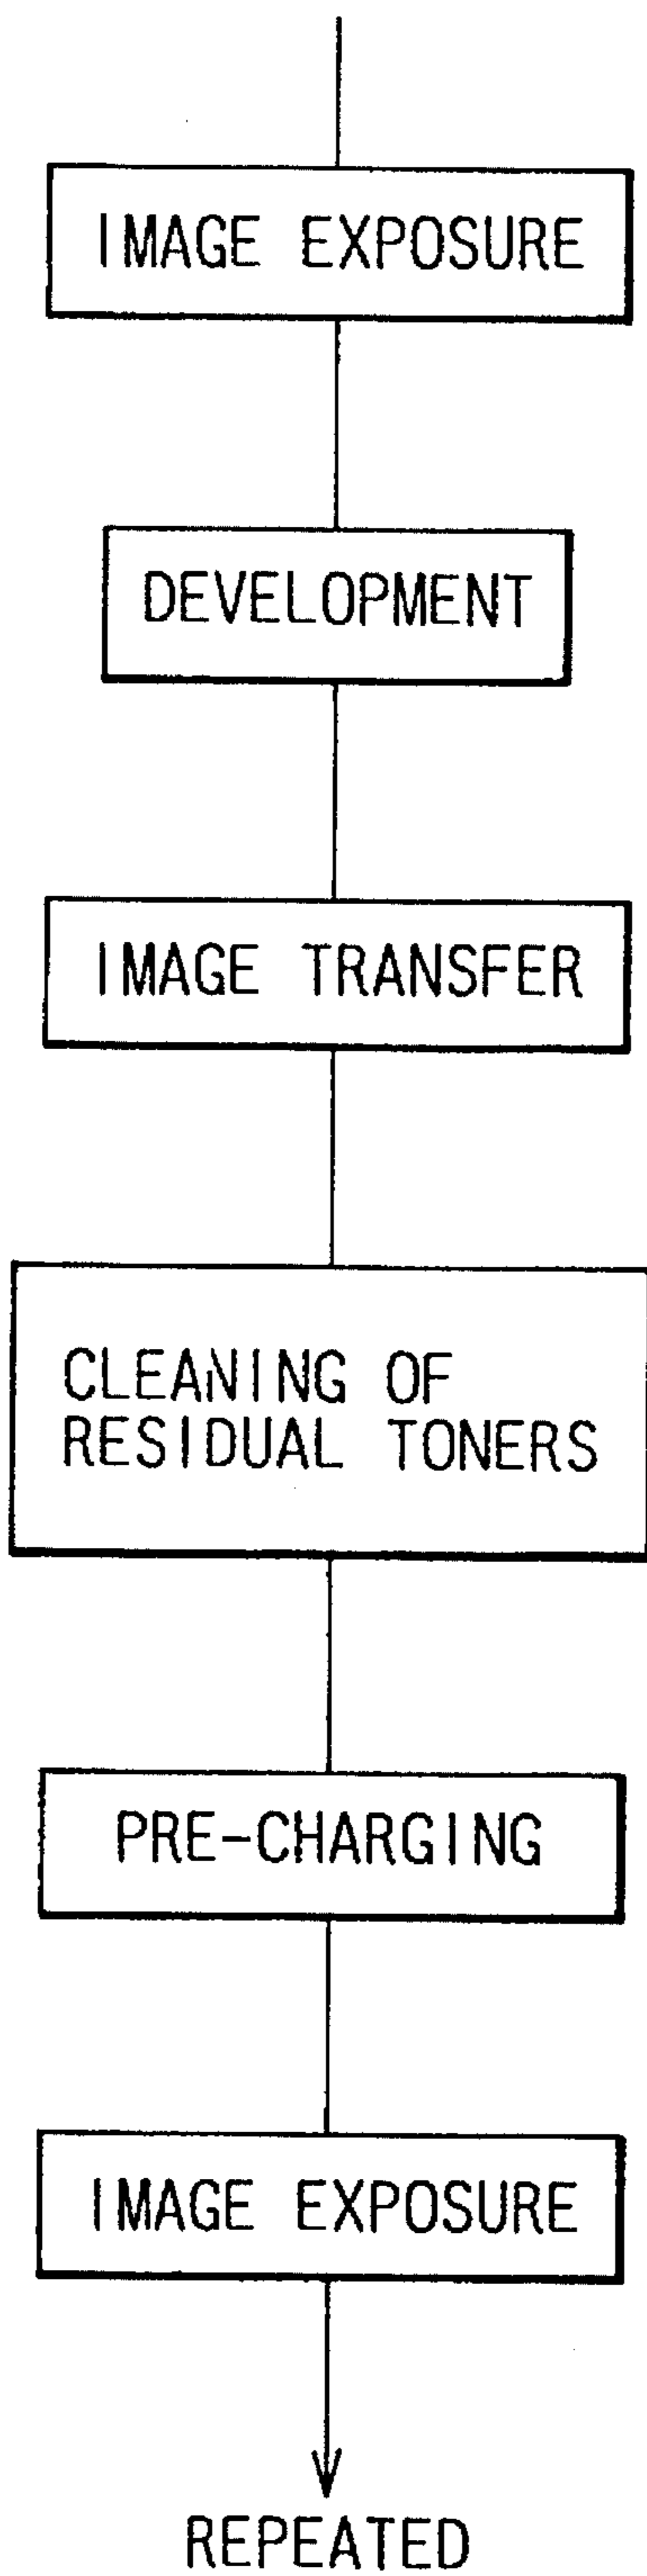 IMAGE EXPOSURE
DEVELOPMENT
IMAGE TRANSFER
CLEANING OF
RESIDUAL TONERS
PRE-CHARGING
IMAGE EXPOSURE
REPEATED